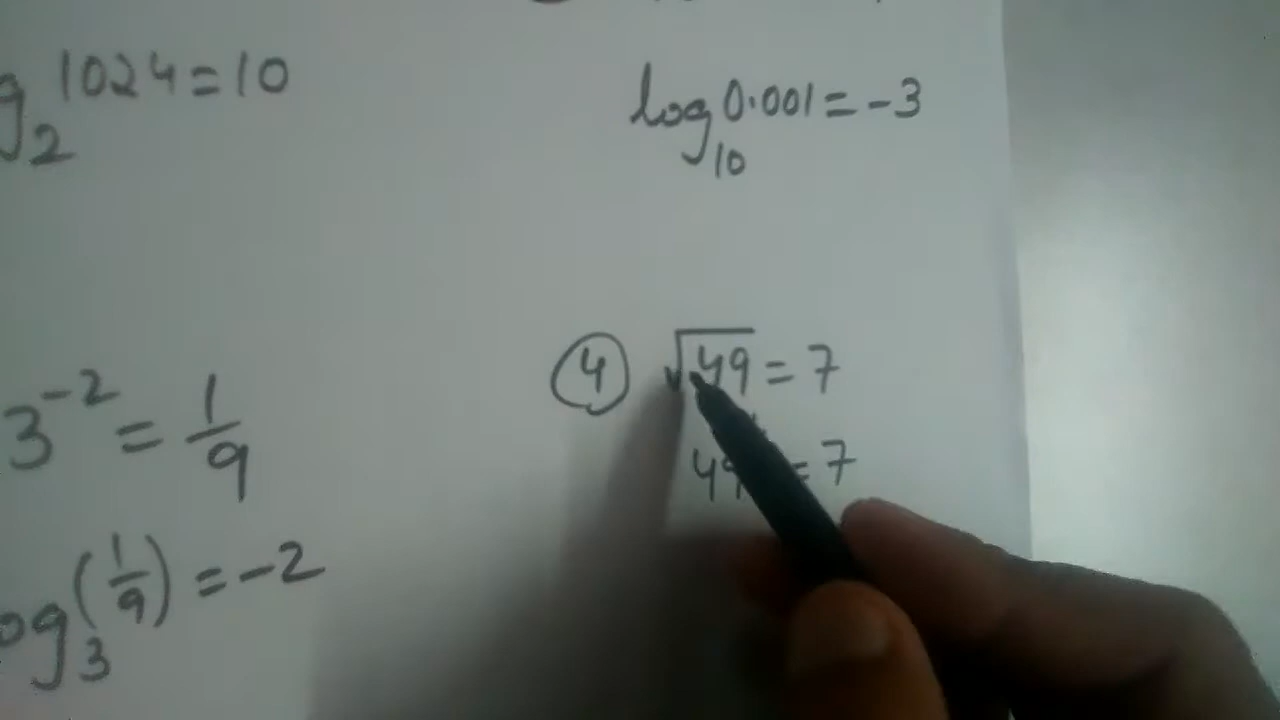 g₂ 1024 = 10
log₁₀ 0.001 = -3
3⁻² = 1/9
og₃ (1/9) = -2
④ √49 = 7
49 = 7